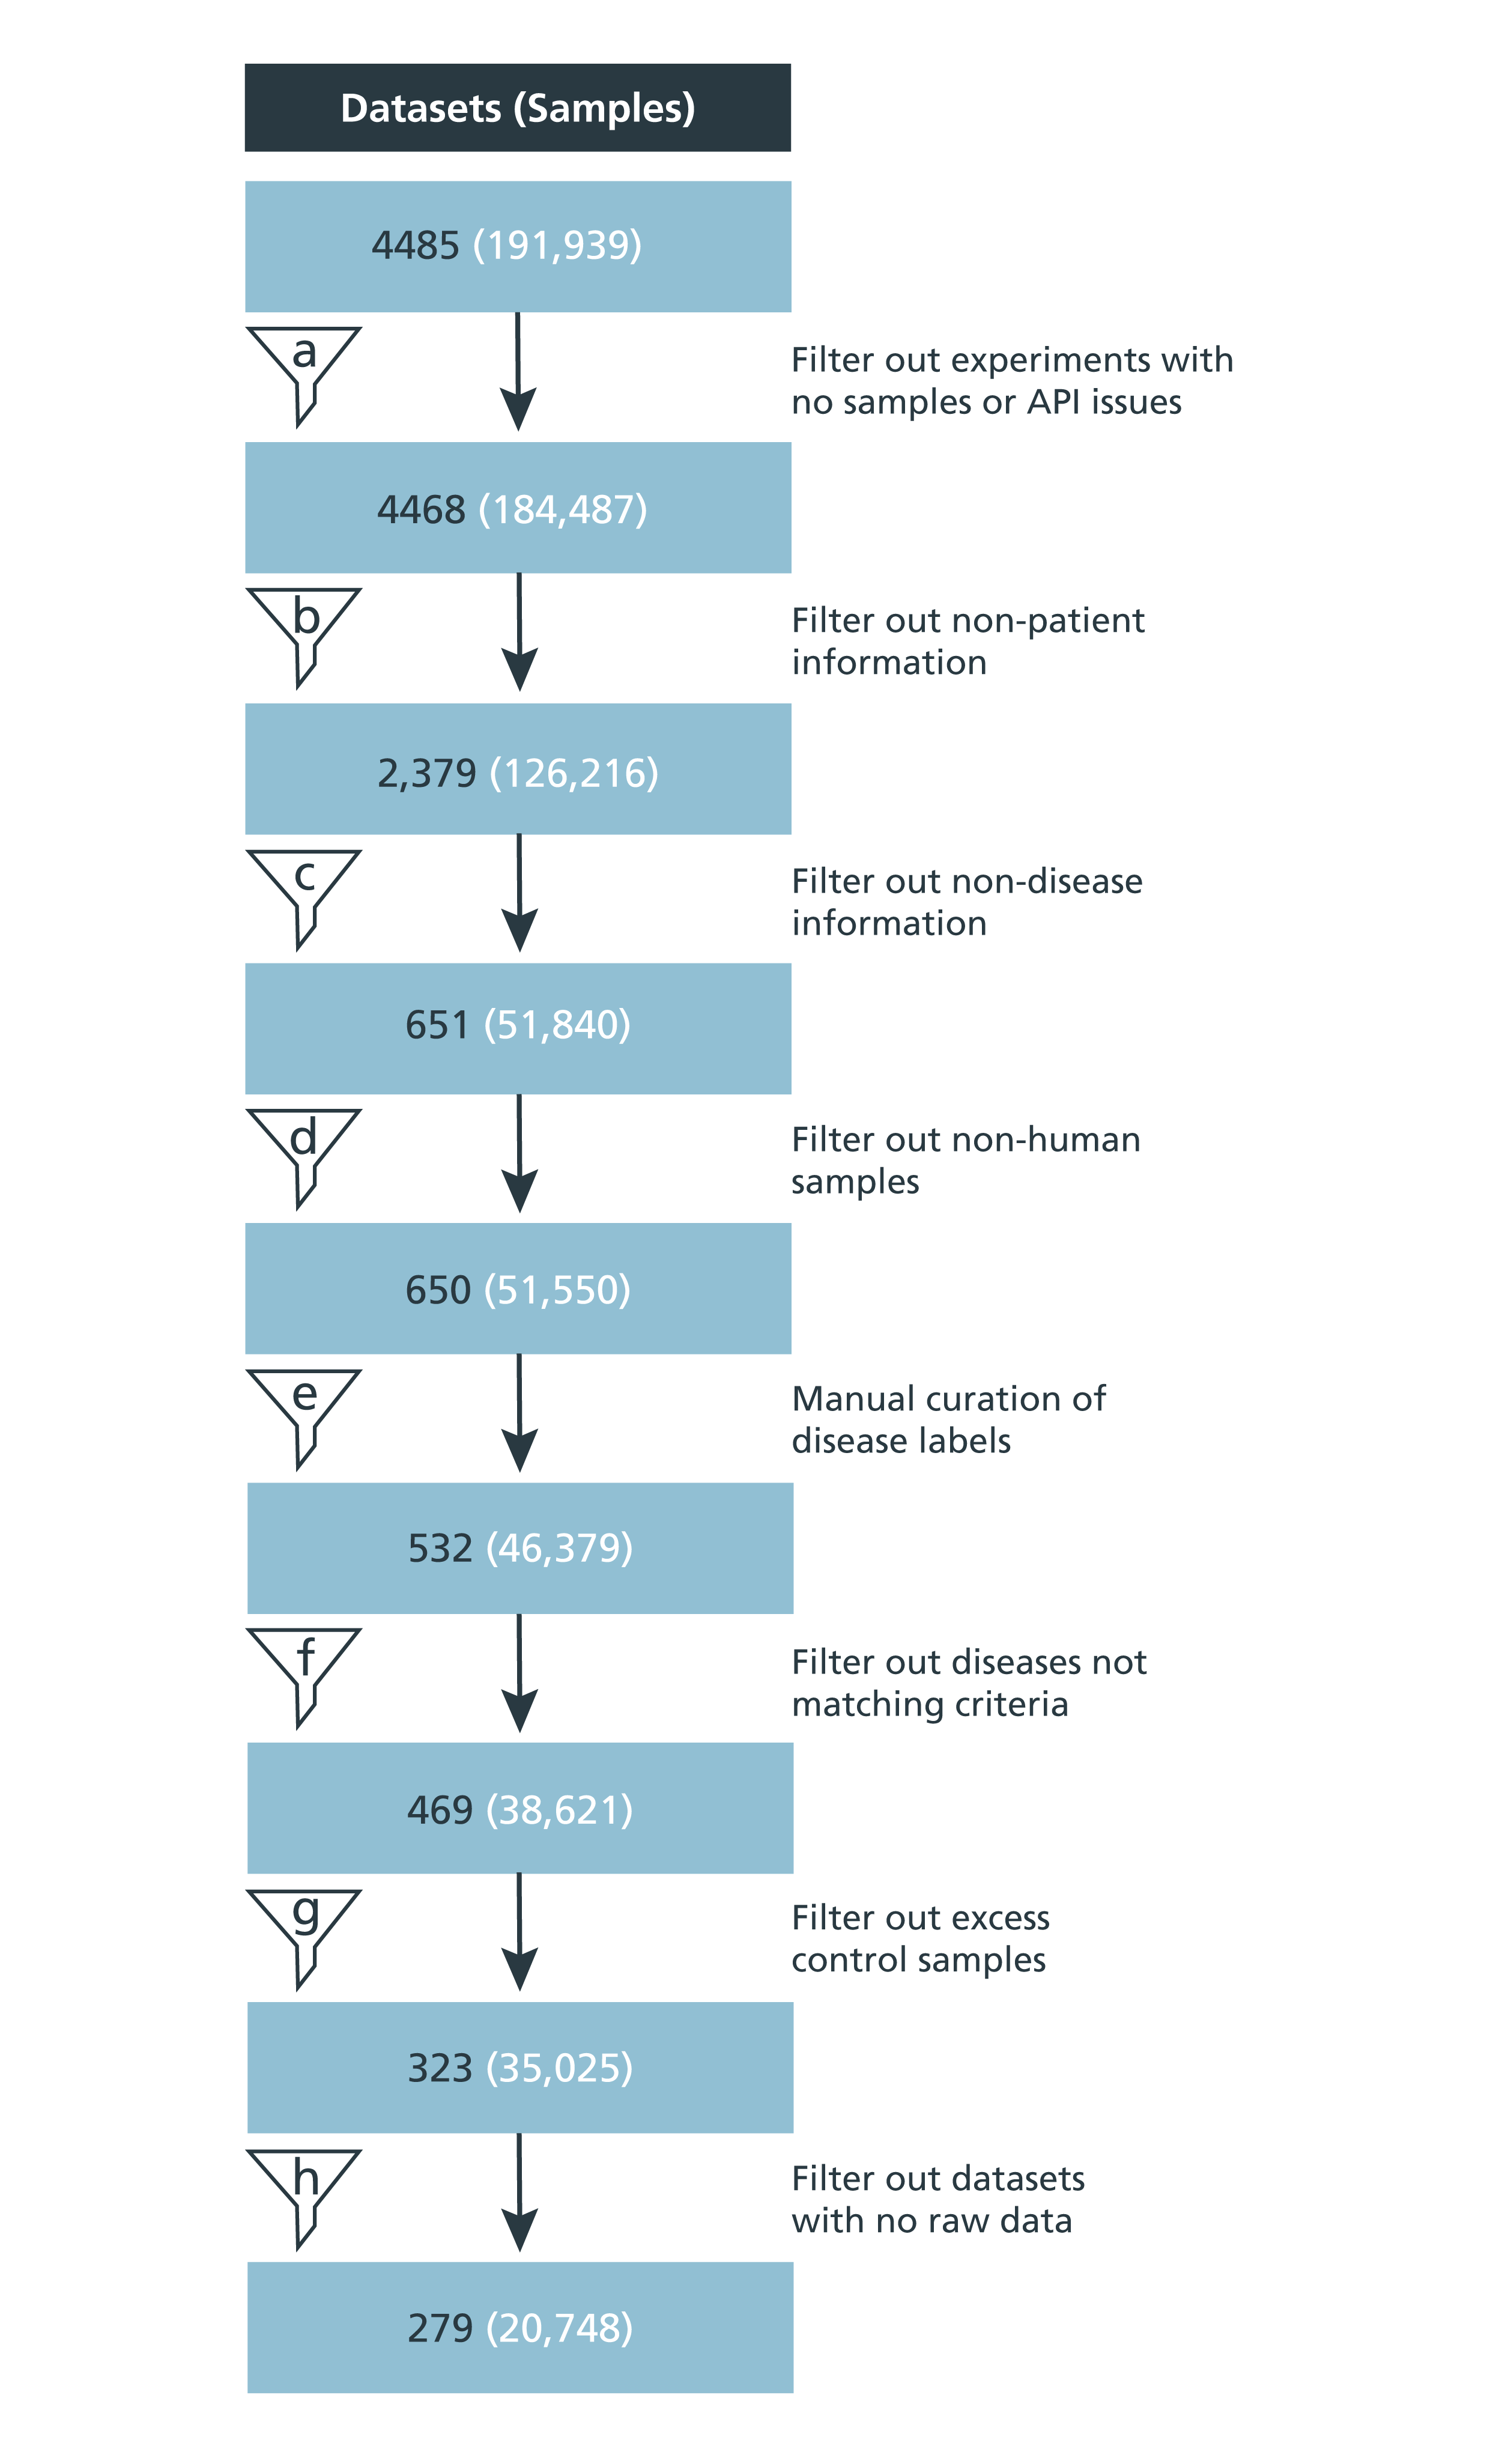 Datasets (Samples)
4485 (191,939)
a
Filter out experiments with
no samples or API issues
4468 (184,487)
b
Filter out non-patient
information
2,379 (126,216)
c
Filter out non-disease
information
651 (51,840)
d
Filter out non-human
samples
650 (51,550)
e
Manual curation of
disease labels
532 (46,379)
f
Filter out diseases not
matching criteria
469 (38,621)
g
Filter out excess
control samples
323 (35,025)
h
Filter out datasets
with no raw data
279 (20,748)